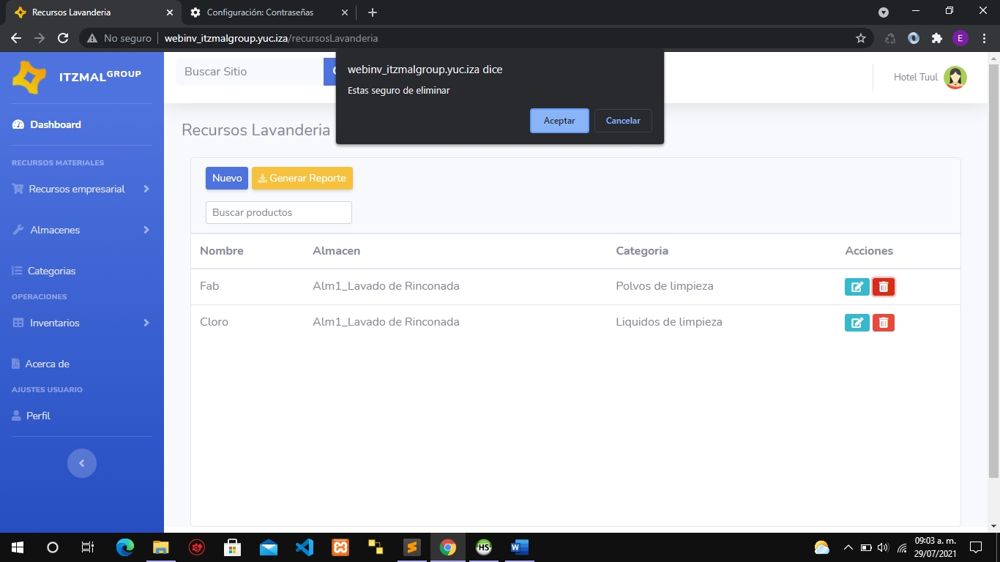 Recursos Lavanderia
Configuración: Contraseñas
No seguro
webinv_itzmalgroup.yuc.iza/recursosLavanderia
E
ITZMAL GROUP
Buscar Sitio
Hotel Tuul
webinv_itzmalgroup.yuc.iza dice
Estas seguro de eliminar
Aceptar
Cancelar
Dashboard
RECURSOS MATERIALES
Recursos empresarial
Almacenes
Categorias
OPERACIONES
Inventarios
Acerca de
AJUSTES USUARIO
Perfil
Recursos Lavanderia
Nuevo
Generar Reporte
Buscar productos
Nombre Almacen Categoria Acciones
Fab Alm1_Lavado de Rinconada Polvos de limpieza
Cloro Alm1_Lavado de Rinconada Liquidos de limpieza
HS
09:03 a. m.
29/07/2021